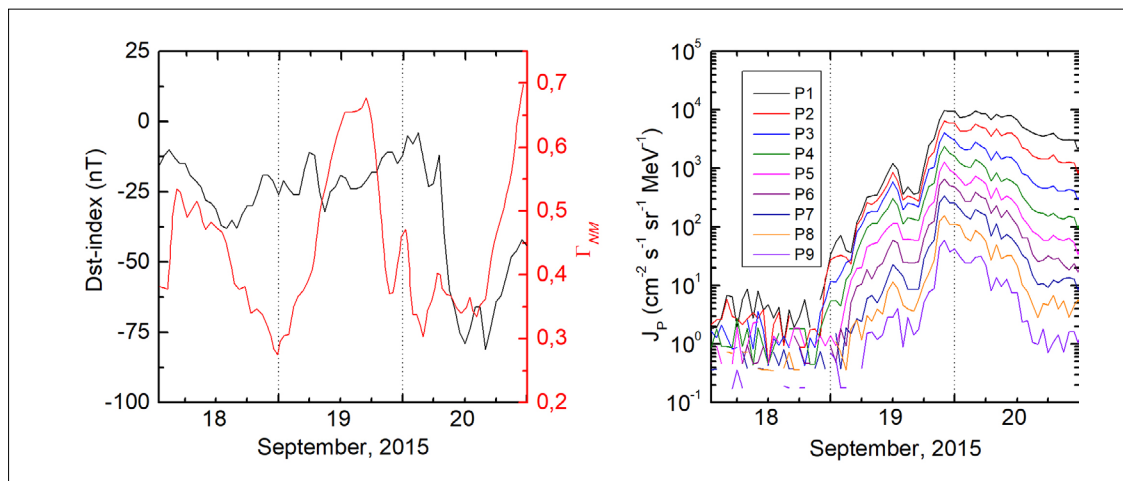 25
0
-25
-50
-75
-100
Dst-index (nT)
0,7
0,6
0,5
0,4
0,3
0,2
Γ N/M
18 19 20
September, 2015
10^5
10^4
10^3
10^2
10^1
10^0
10^-1
J_P (cm^-2 s^-1 sr^-1 MeV^-1)
P1
P2
P3
P4
P5
P6
P7
P8
P9
18 19 20
September, 2015